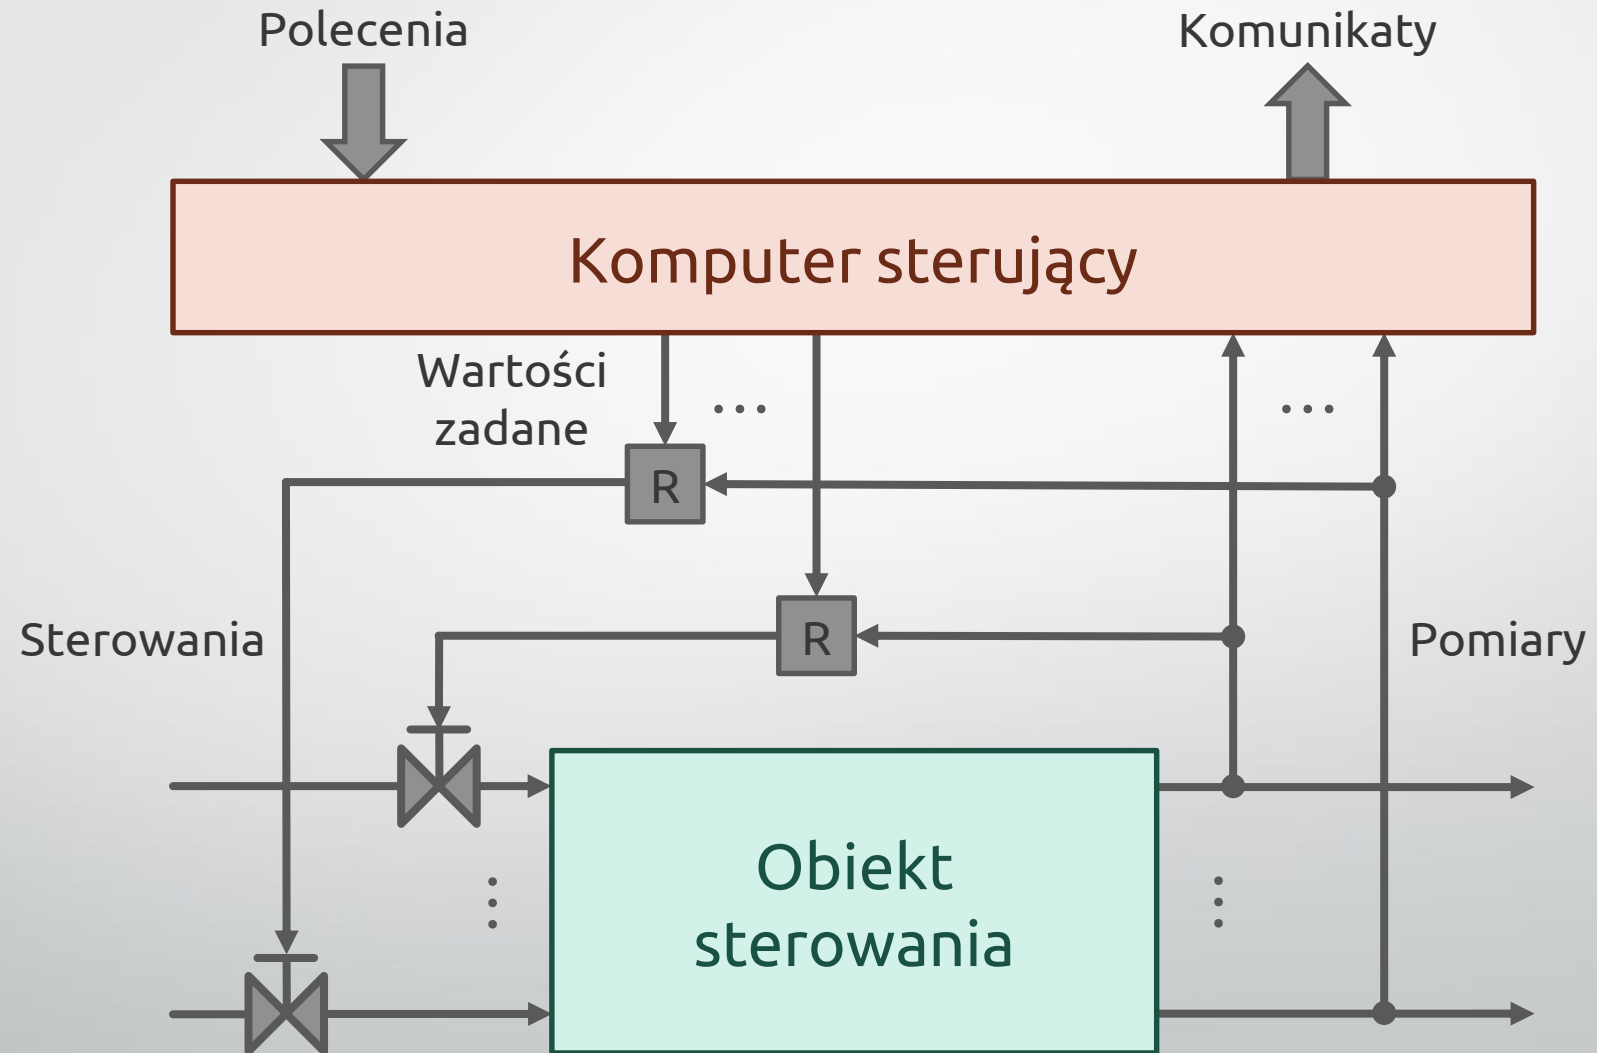 Polecenia
Komunikaty
Komputer sterujący
Wartości
zadane
...
...
R
R
Sterowania
Pomiary
Obiekt
sterowania